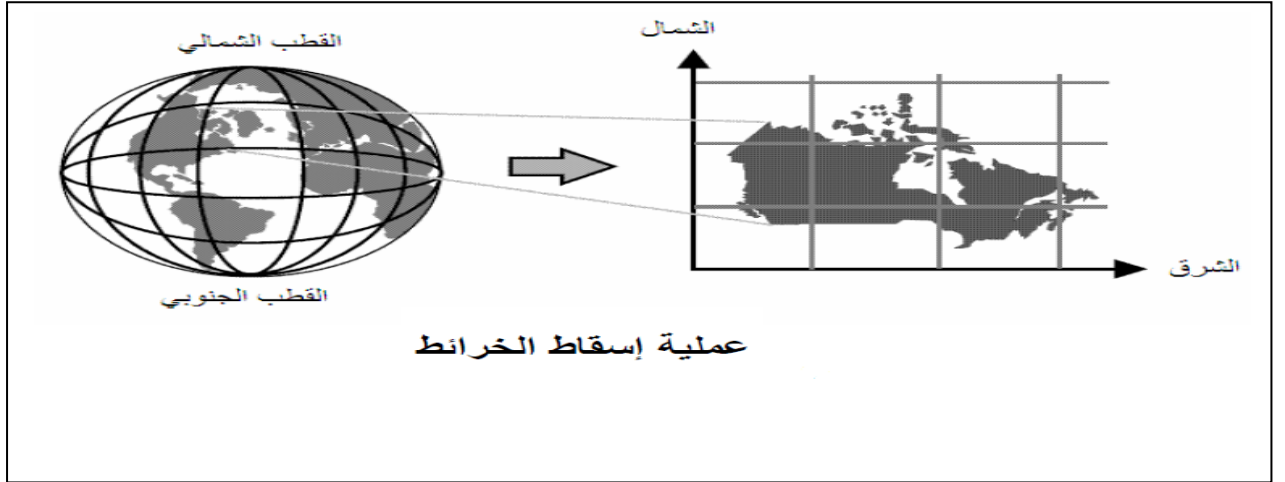 القطب الشمالي
الشمال
الشرق
القطب الجنوبي
عملية إسقاط الخرائط